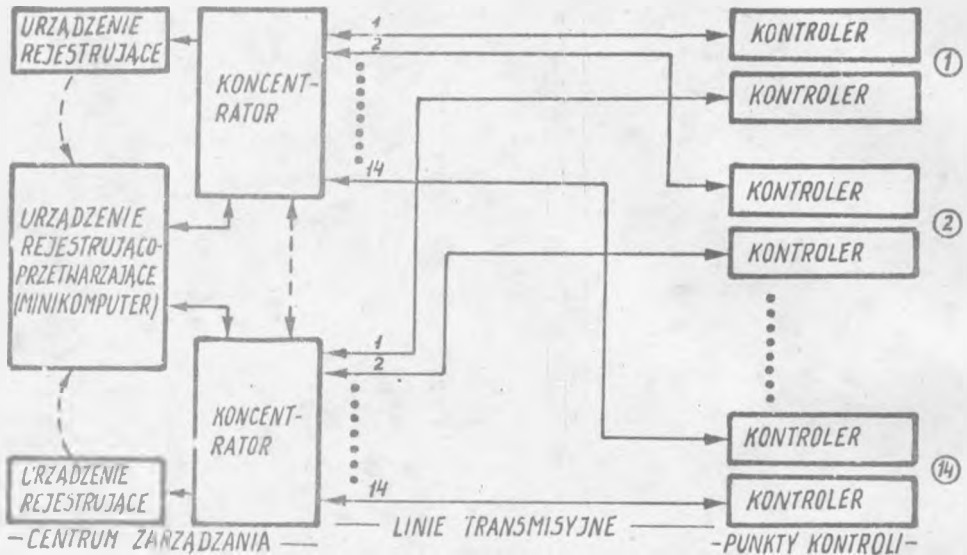 URZĄDZENIE
REJESTRUJĄCE
KONCENT-
RATOR
1
2
14
KONTROLER
1
KONTROLER
KONTROLER
2
KONTROLER
URZĄDZENIE
REJESTRUJĄCO-
PRZETWARZAJĄCE
(MINIKOMPUTER)
KONCENT-
RATOR
1
2
14
KONTROLER
14
KONTROLER
URZĄDZENIE
REJESTRUJĄCE
CENTRUM ZARZĄDZANIA
LINIE TRANSMISYJNE
PUNKTY KONTROLI